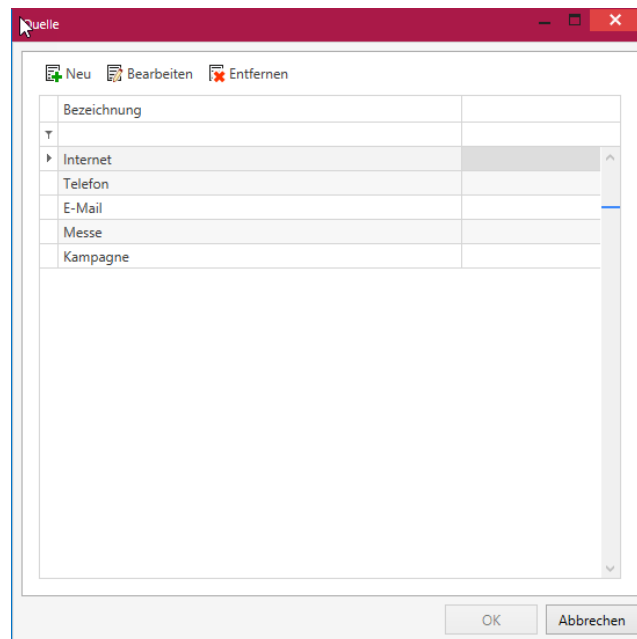 Quelle
Neu Bearbeiten Entfernen
Bezeichnung
Internet
Telefon
E-Mail
Messe
Kampagne
OK Abbrechen